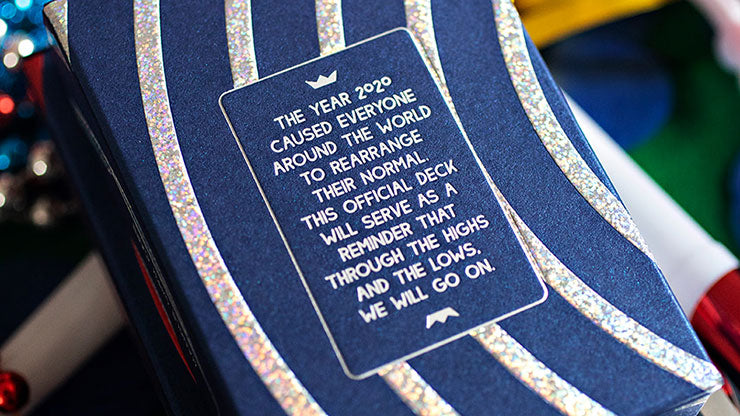 THE YEAR 2020
CAUSED EVERYONE
AROUND THE WORLD
TO REARRANGE
THEIR NORMAL.
THIS OFFICIAL DECK
WILL SERVE AS A
REMINDER THAT
THROUGH THE HIGHS
AND THE LOWS,
WE WILL GO ON.